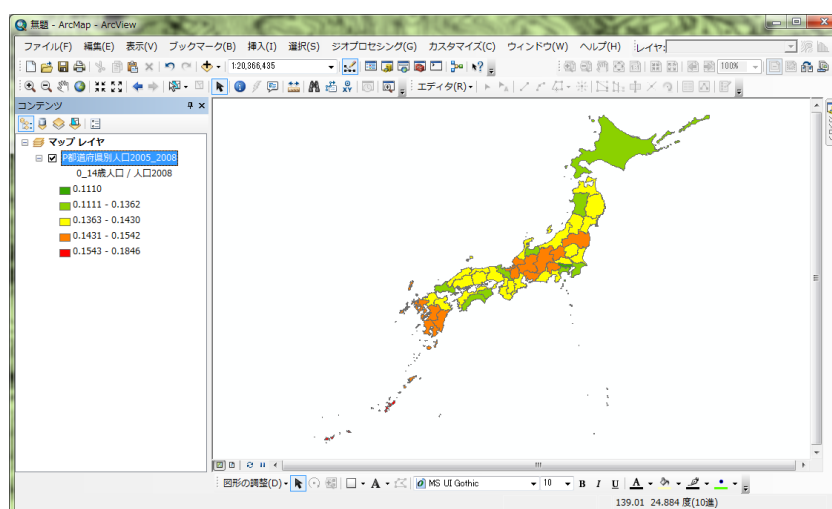 無題 - ArcMap - ArcView
ファイル(F) 編集(E) 表示(V) ブックマーク(B) 挿入(I) 選択(S) ジオプロセシング(G) カスタマイズ(C) ウィンドウ(W) ヘルプ(H) レイヤ:
1:20,366,435 100%
エディタ(R)
コンテンツ
マップ レイヤ
P都道府県別人口2005_2008
0_14歳人口 / 人口2008
0.1110
0.1111 - 0.1362
0.1363 - 0.1430
0.1431 - 0.1542
0.1543 - 0.1846
図形の調整(D) A MS UI Gothic 10 B I U A
139.01 24.884 度(10進)